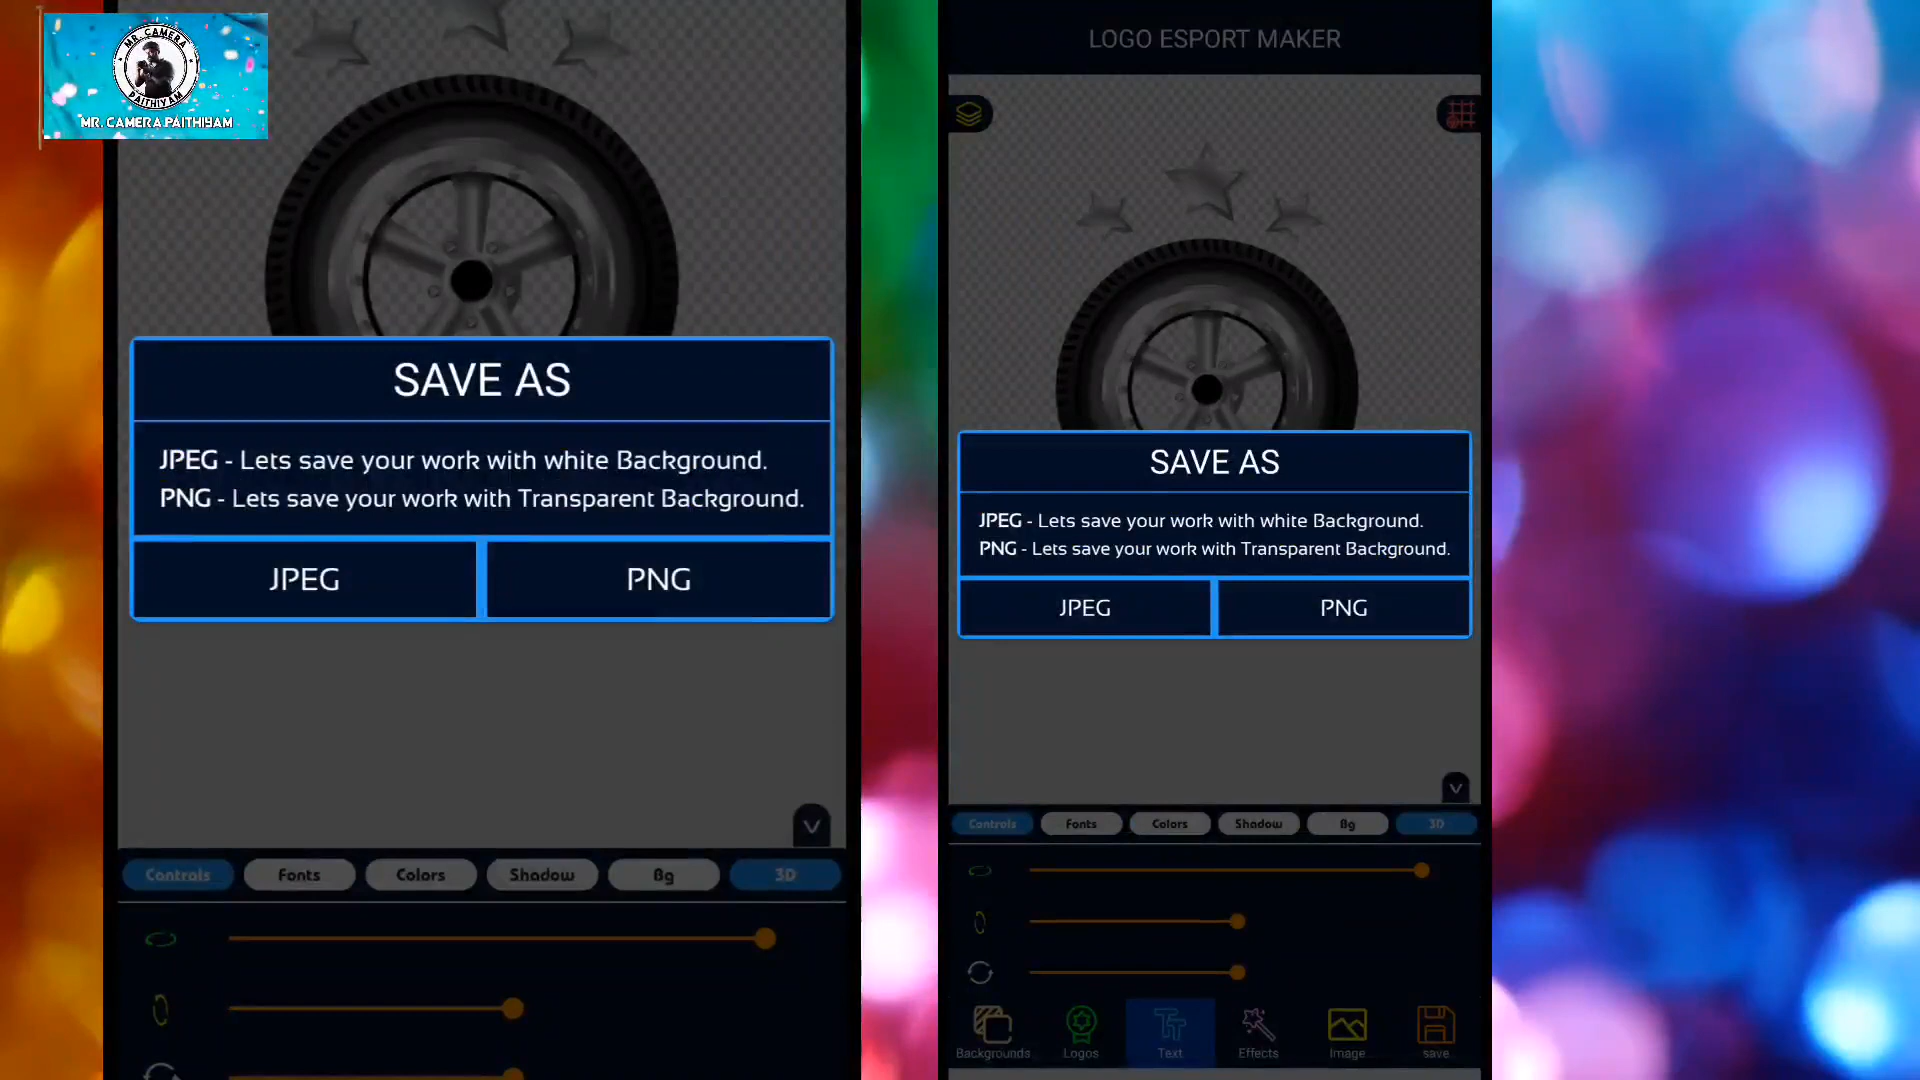 MR. CAMERA
PAITHIYAM
MR. CAMERA PAITHIYAM
SAVE AS
JPEG - Lets save your work with white Background.
PNG - Lets save your work with Transparent Background.
JPEG
PNG
Controls
Fonts
Colors
Shadow
Bg
3D
LOGO ESPORT MAKER
SAVE AS
JPEG - Lets save your work with white Background.
PNG - Lets save your work with Transparent Background.
JPEG
PNG
Controls
Fonts
Colors
Shadow
Bg
3D
Backgrounds
Logos
Text
Effects
Image
save